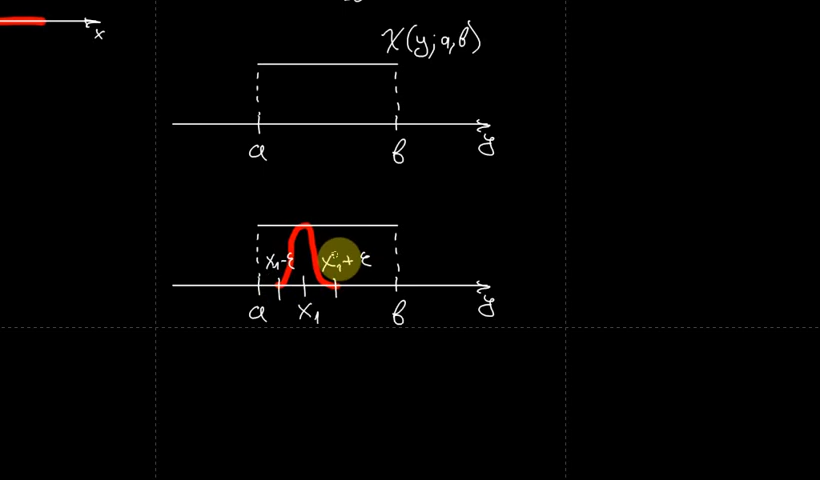 x
χ(y; a, b)
a b y
x₁-ε x₁+ε
a x₁ b y